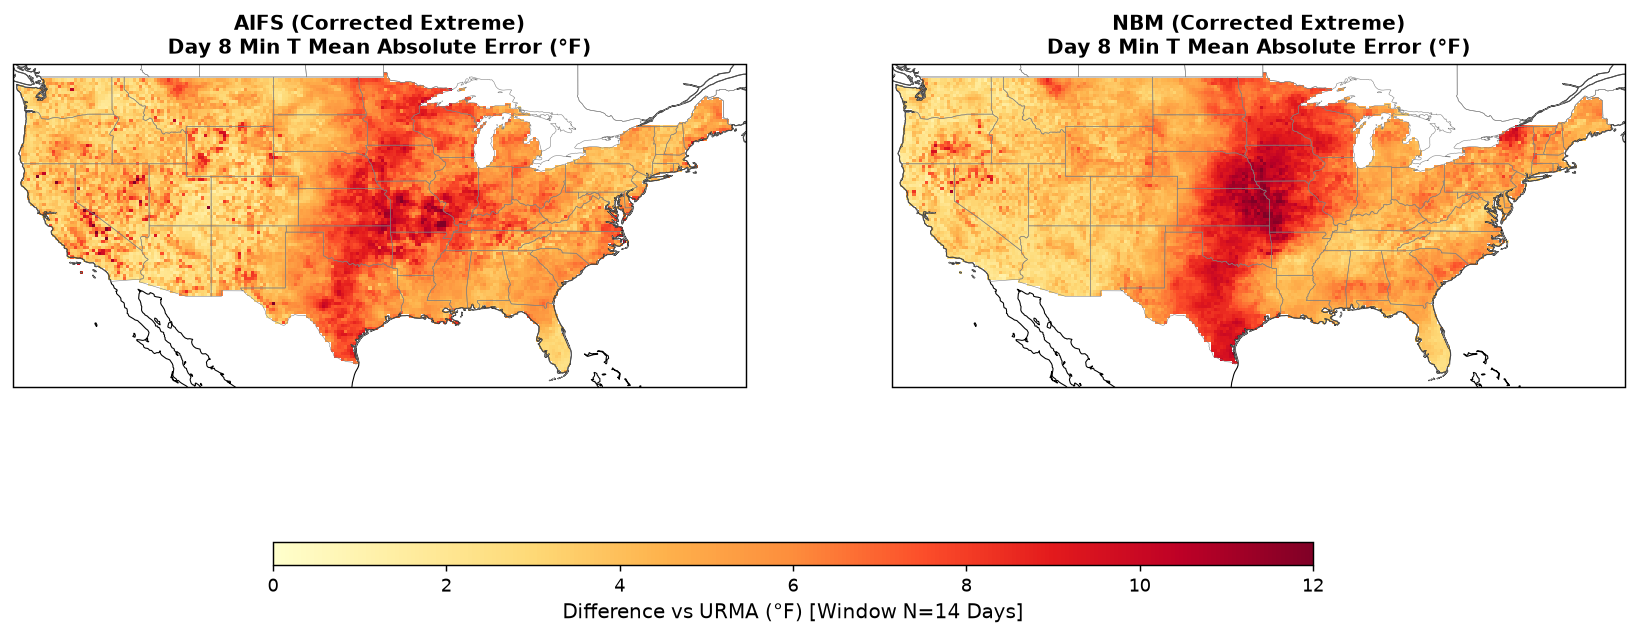 AIFS (Corrected Extreme)
Day 8 Min T Mean Absolute Error (°F)
NBM (Corrected Extreme)
Day 8 Min T Mean Absolute Error (°F)
0 2 4 6 8 10 12
Difference vs URMA (°F) [Window N=14 Days]